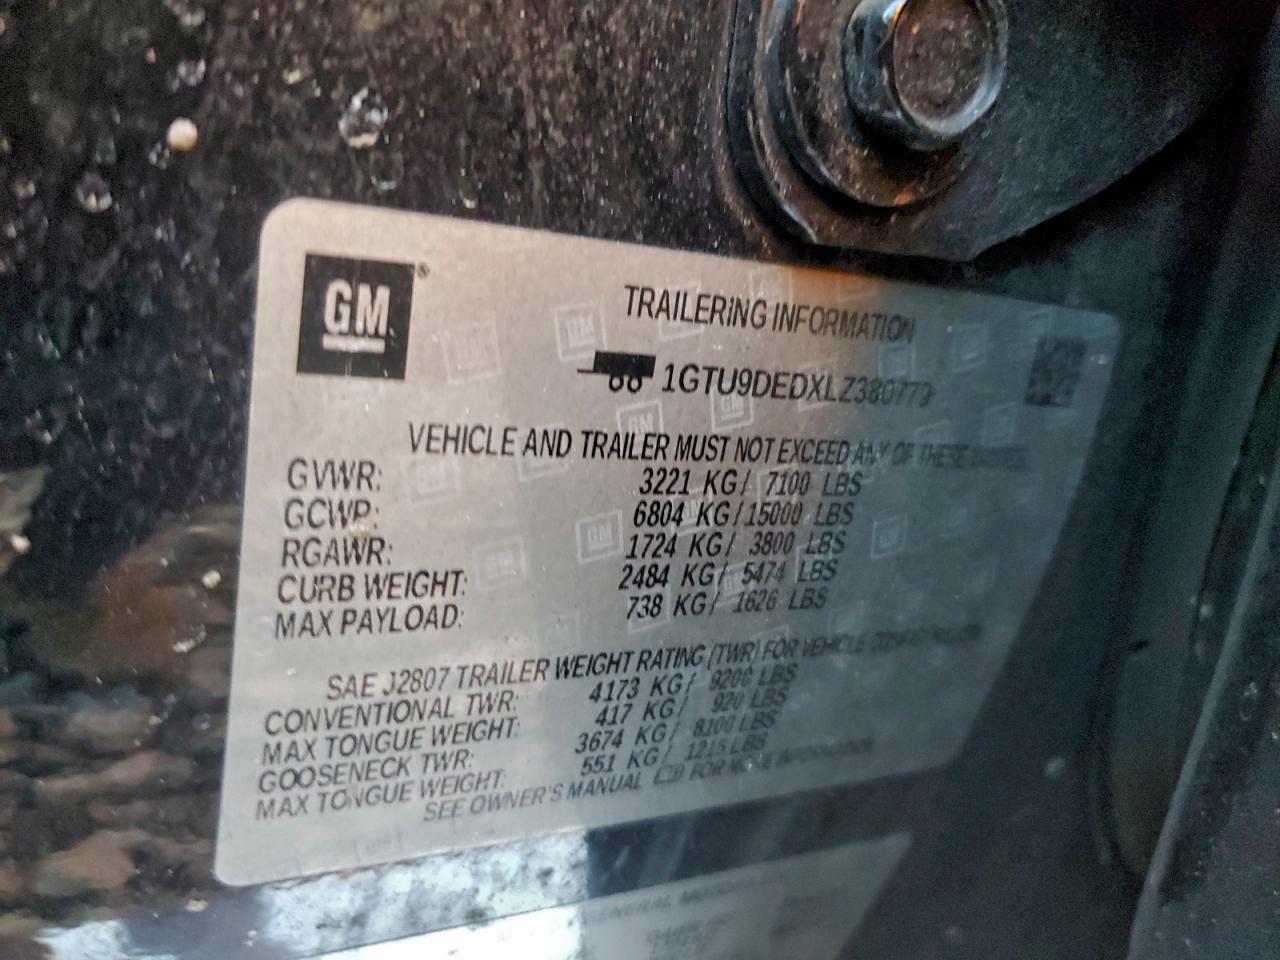 GM®
TRAILERING INFORMATION
1GTU9DEDXLZ380779
VEHICLE AND TRAILER MUST NOT EXCEED ANY OF THESE
GVWR: 3221 KG/ 7100 LBS
GCWR: 6804 KG/15000 LBS
RGAWR: 1724 KG/ 3800 LBS
CURB WEIGHT: 2484 KG/ 5474 LBS
MAX PAYLOAD: 738 KG/ 1626 LBS
SAE J2807 TRAILER WEIGHT RATING (TWR) FOR VEHICLE
CONVENTIONAL TWR: 4173 KG/ 9200 LBS
MAX TONGUE WEIGHT: 417 KG/ 920 LBS
GOOSENECK TWR: 3674 KG/ 8100 LBS
MAX TONGUE WEIGHT: 551 KG/ 1215 LBS
SEE OWNER'S MANUAL FOR MORE INFORMATION
GENERAL MOTORS